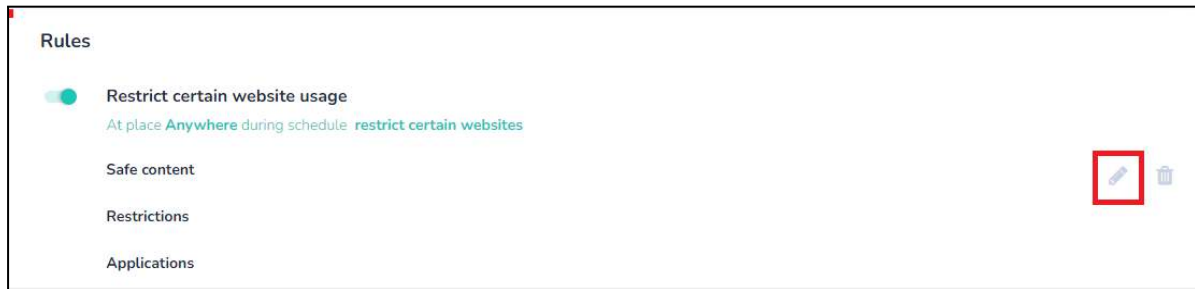 Rules
Restrict certain website usage
At place Anywhere during schedule restrict certain websites
Safe content
Restrictions
Applications